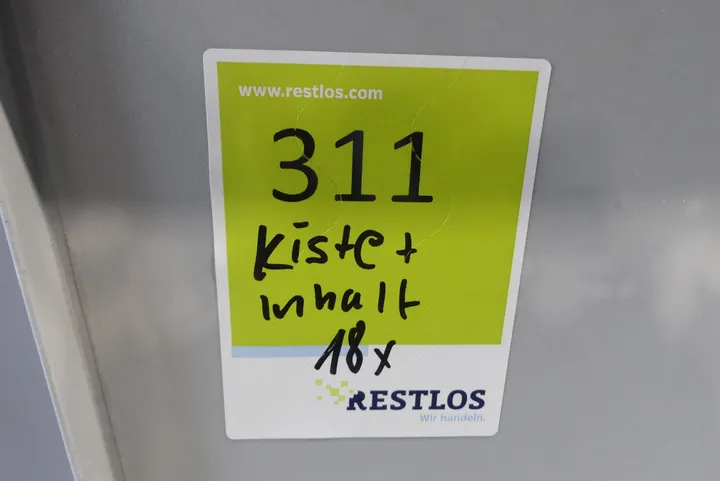 www.restlos.com
311
Kiste +
inhalt
18x
RESTLOS
Wir handeln.